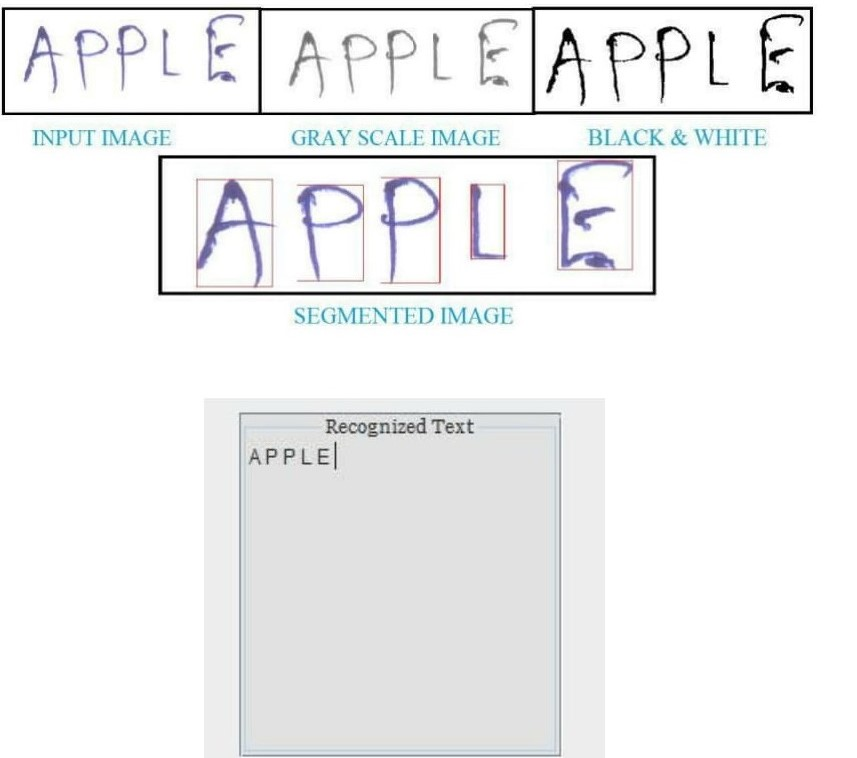 APPLE APPLE APPLE
INPUT IMAGE GRAY SCALE IMAGE BLACK & WHITE
APPLE
SEGMENTED IMAGE
Recognized Text
APPLE